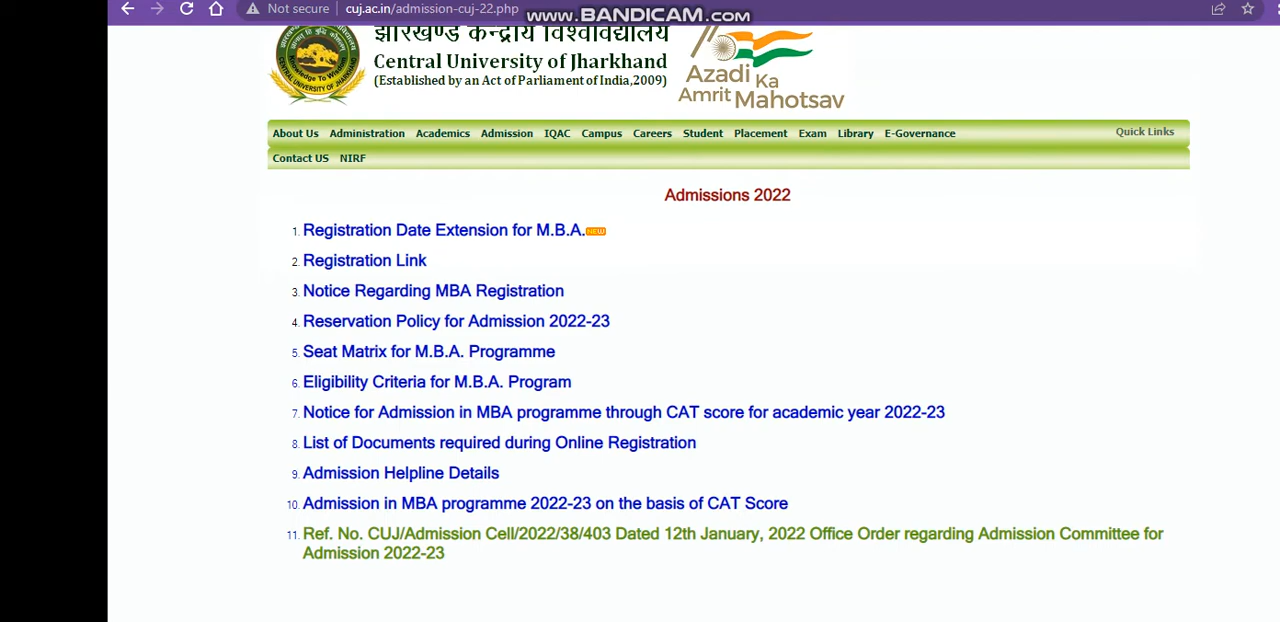 Not secure cuj.ac.in/admission-cuj-22.php
www.BANDICAM.com
झारखण्ड केन्द्रीय विश्वविद्यालय
Central University of Jharkhand
(Established by an Act of Parliament of India,2009)
Knowledge To Wisdom
CENTRAL UNIVERSITY OF JHARKHAND
Azadi Ka
Amrit Mahotsav
About Us Administration Academics Admission IQAC Campus Careers Student Placement Exam Library E-Governance Quick Links
Contact US NIRF
Admissions 2022
1. Registration Date Extension for M.B.A. NEW
2. Registration Link
3. Notice Regarding MBA Registration
4. Reservation Policy for Admission 2022-23
5. Seat Matrix for M.B.A. Programme
6. Eligibility Criteria for M.B.A. Program
7. Notice for Admission in MBA programme through CAT score for academic year 2022-23
8. List of Documents required during Online Registration
9. Admission Helpline Details
10. Admission in MBA programme 2022-23 on the basis of CAT Score
11. Ref. No. CUJ/Admission Cell/2022/38/403 Dated 12th January, 2022 Office Order regarding Admission Committee for
Admission 2022-23